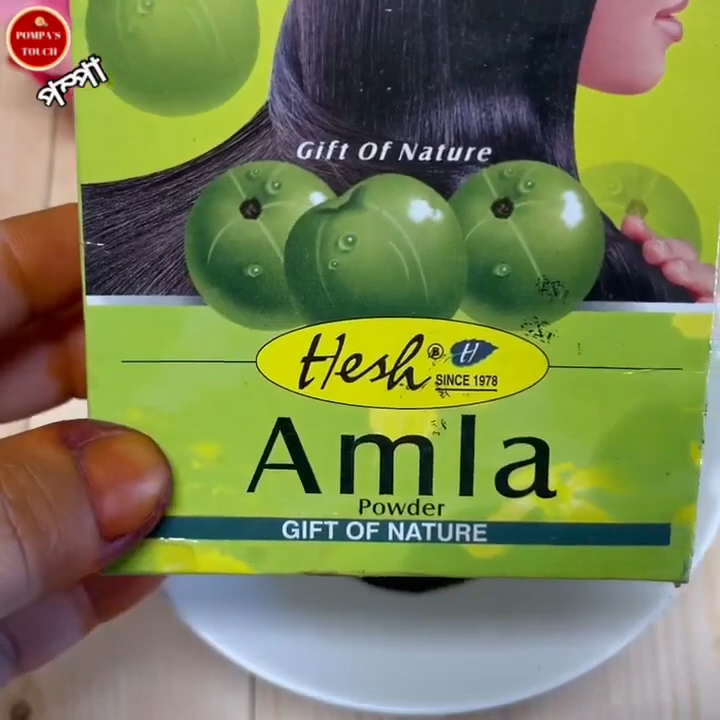 POMPA'S
TOUCH
পম্পা
Gift Of Nature
Hesh® H
SINCE 1978
Amla
Powder
GIFT OF NATURE